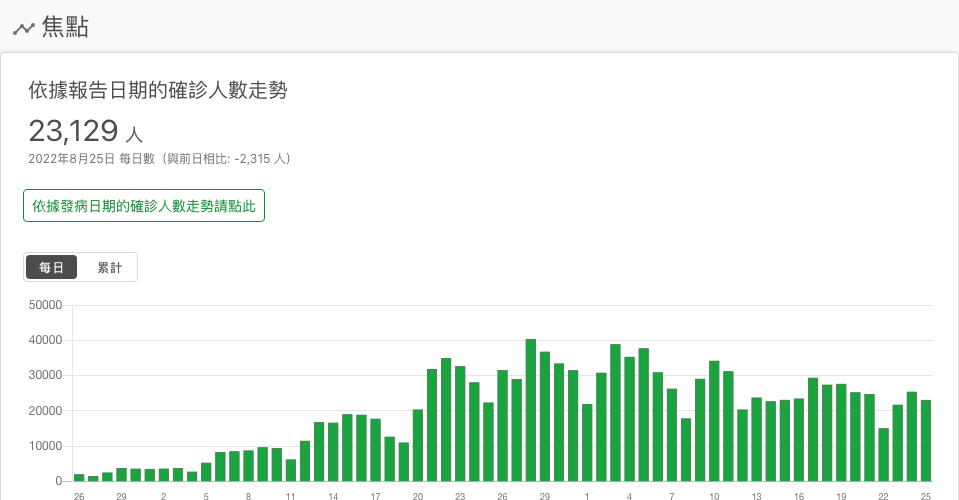 焦點
依據報告日期的確診人數走勢
23,129 人
2022年8月25日 每日數（與前日相比: -2,315 人）
依據發病日期的確診人數走勢請點此
每日 累計
50000
40000
30000
20000
10000
0
26 29 2 5 8 11 14 17 20 23 26 29 1 4 7 10 13 16 19 22 25